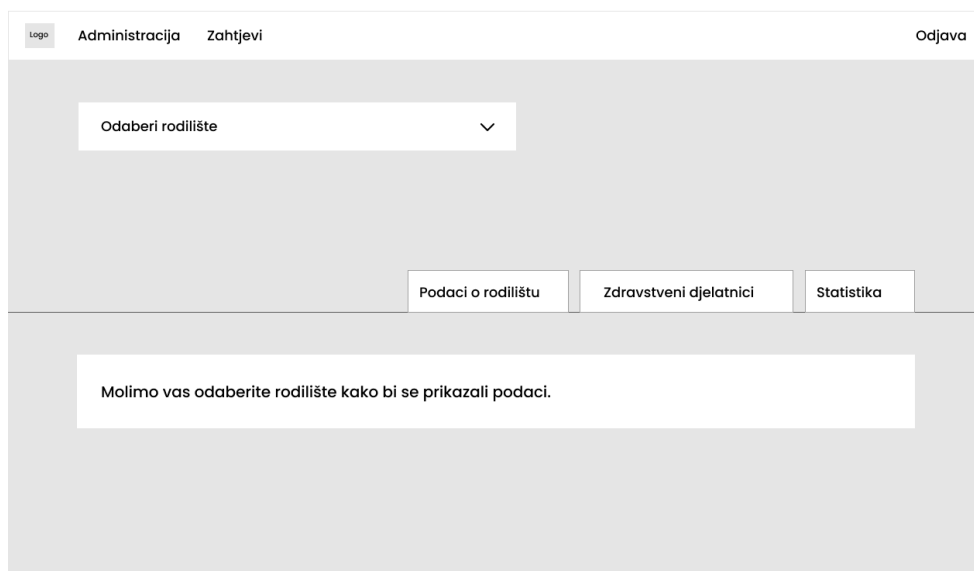 Logo
Administracija
Zahtjevi
Odjava
Odaberi rodilište
Podaci o rodilištu
Zdravstveni djelatnici
Statistika
Molimo vas odaberite rodilište kako bi se prikazali podaci.